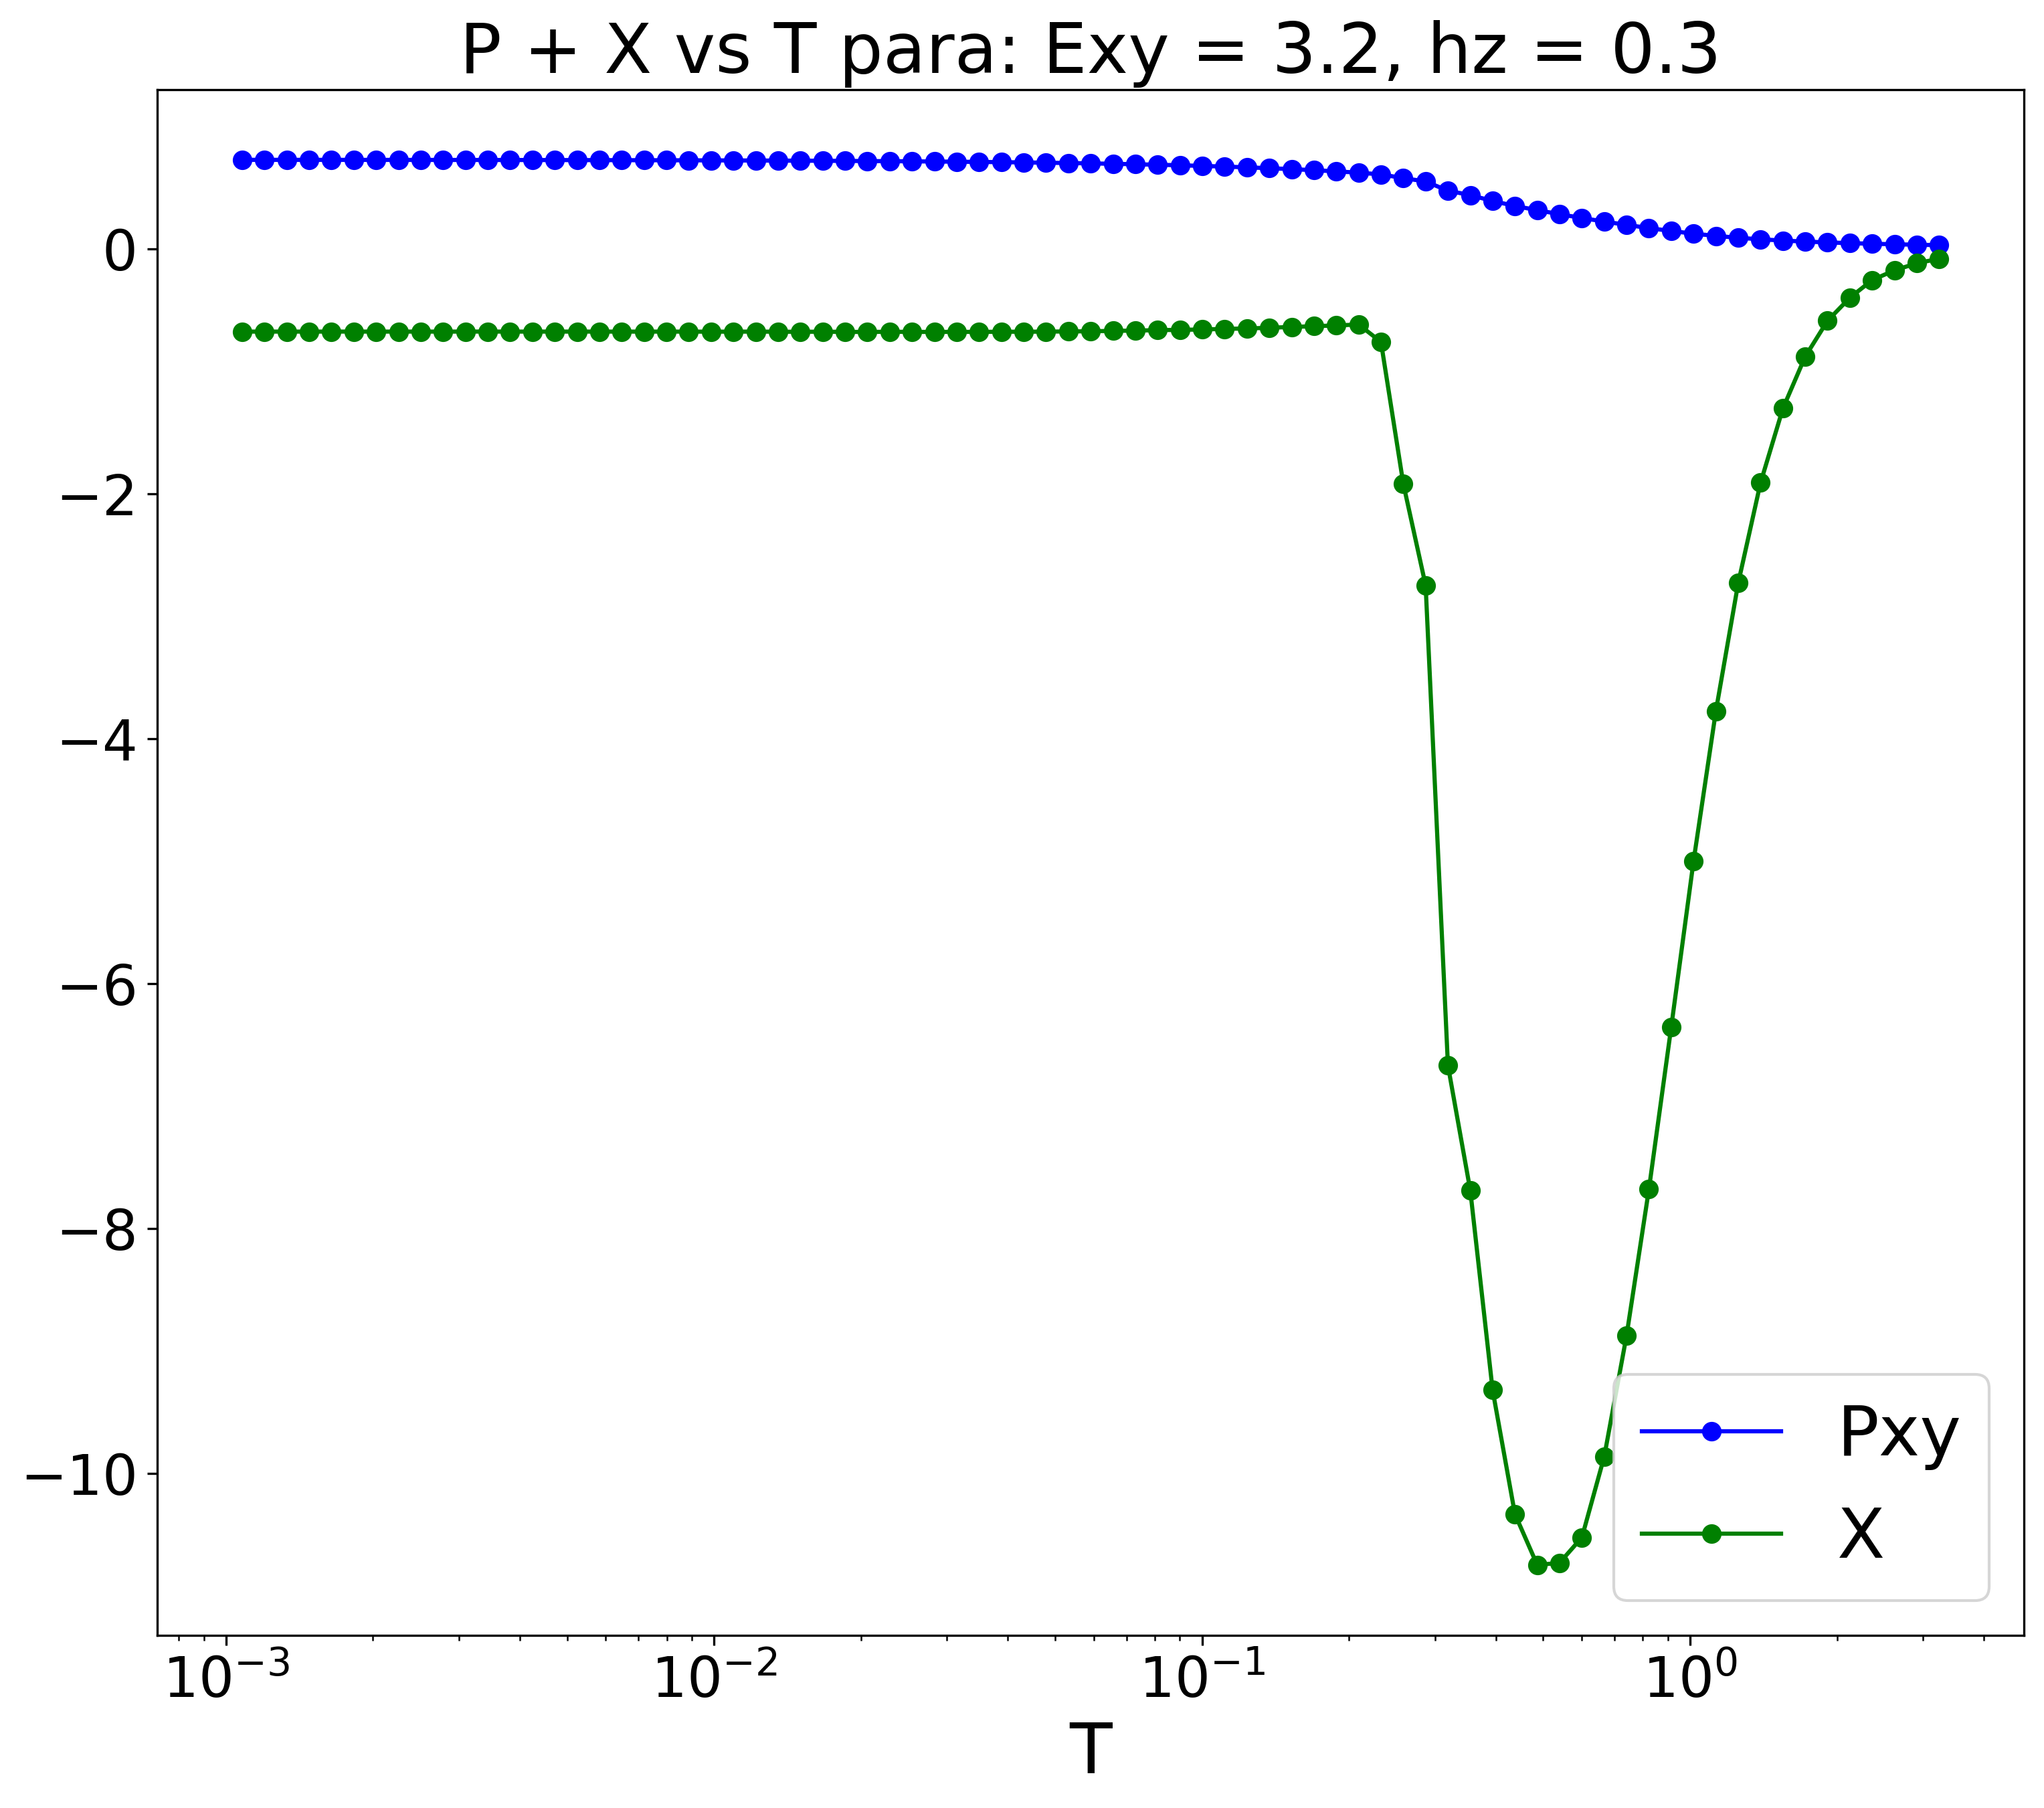 P + X vs T para: Exy = 3.2, hz = 0.3
0
−2
−4
−6
−8
−10
Pxy
X
10⁻³ 10⁻² 10⁻¹ 10⁰
T